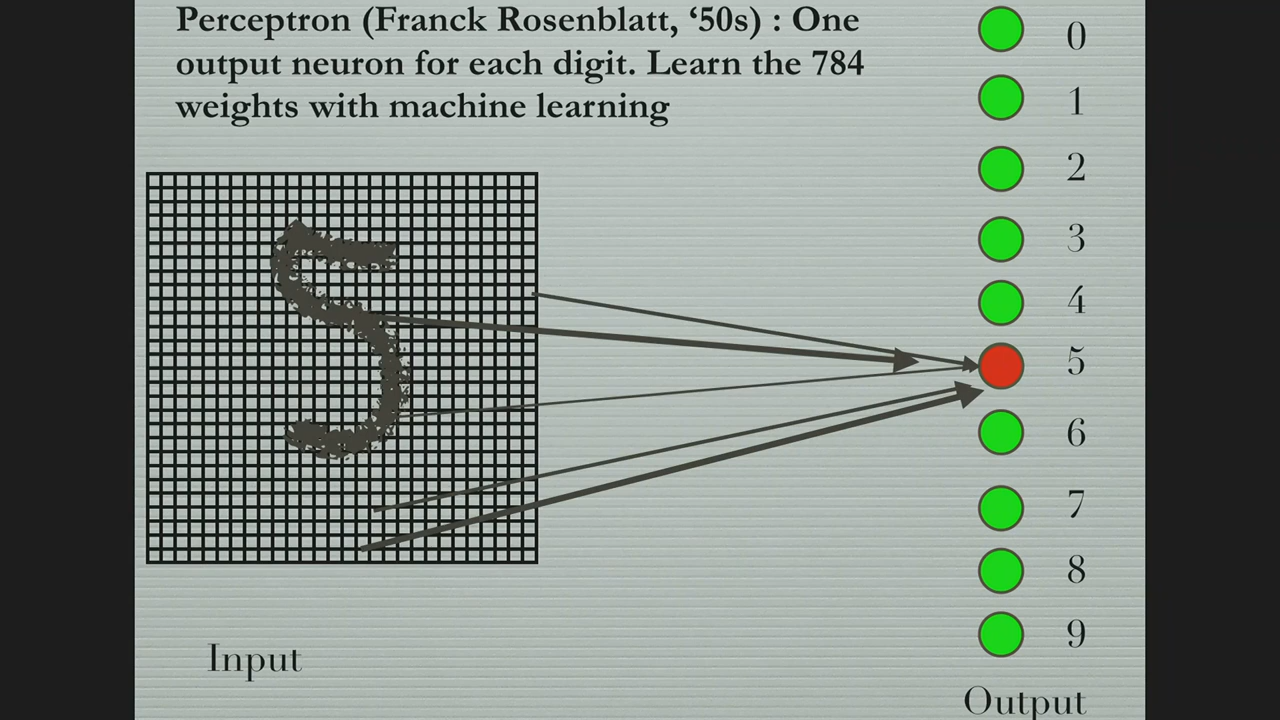 Perceptron (Franck Rosenblatt, ‘50s) : One
output neuron for each digit. Learn the 784
weights with machine learning
0
1
2
3
4
5
6
7
8
9
5
Input
Output